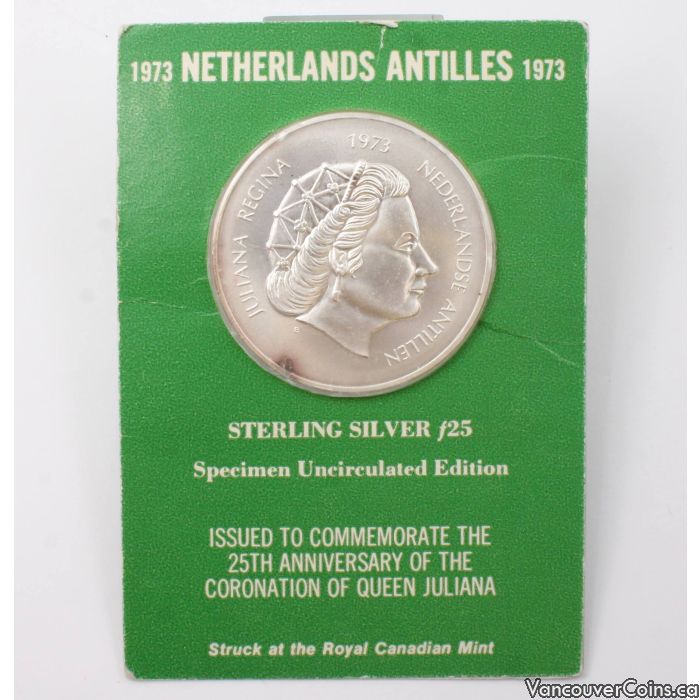 1973 NETHERLANDS ANTILLES 1973
JULIANA REGINA 1973 NEDERLANDSE ANTILLEN
STERLING SILVER ƒ25
Specimen Uncirculated Edition
ISSUED TO COMMEMORATE THE
25TH ANNIVERSARY OF THE
CORONATION OF QUEEN JULIANA
Struck at the Royal Canadian Mint
VancouverCoins.ca